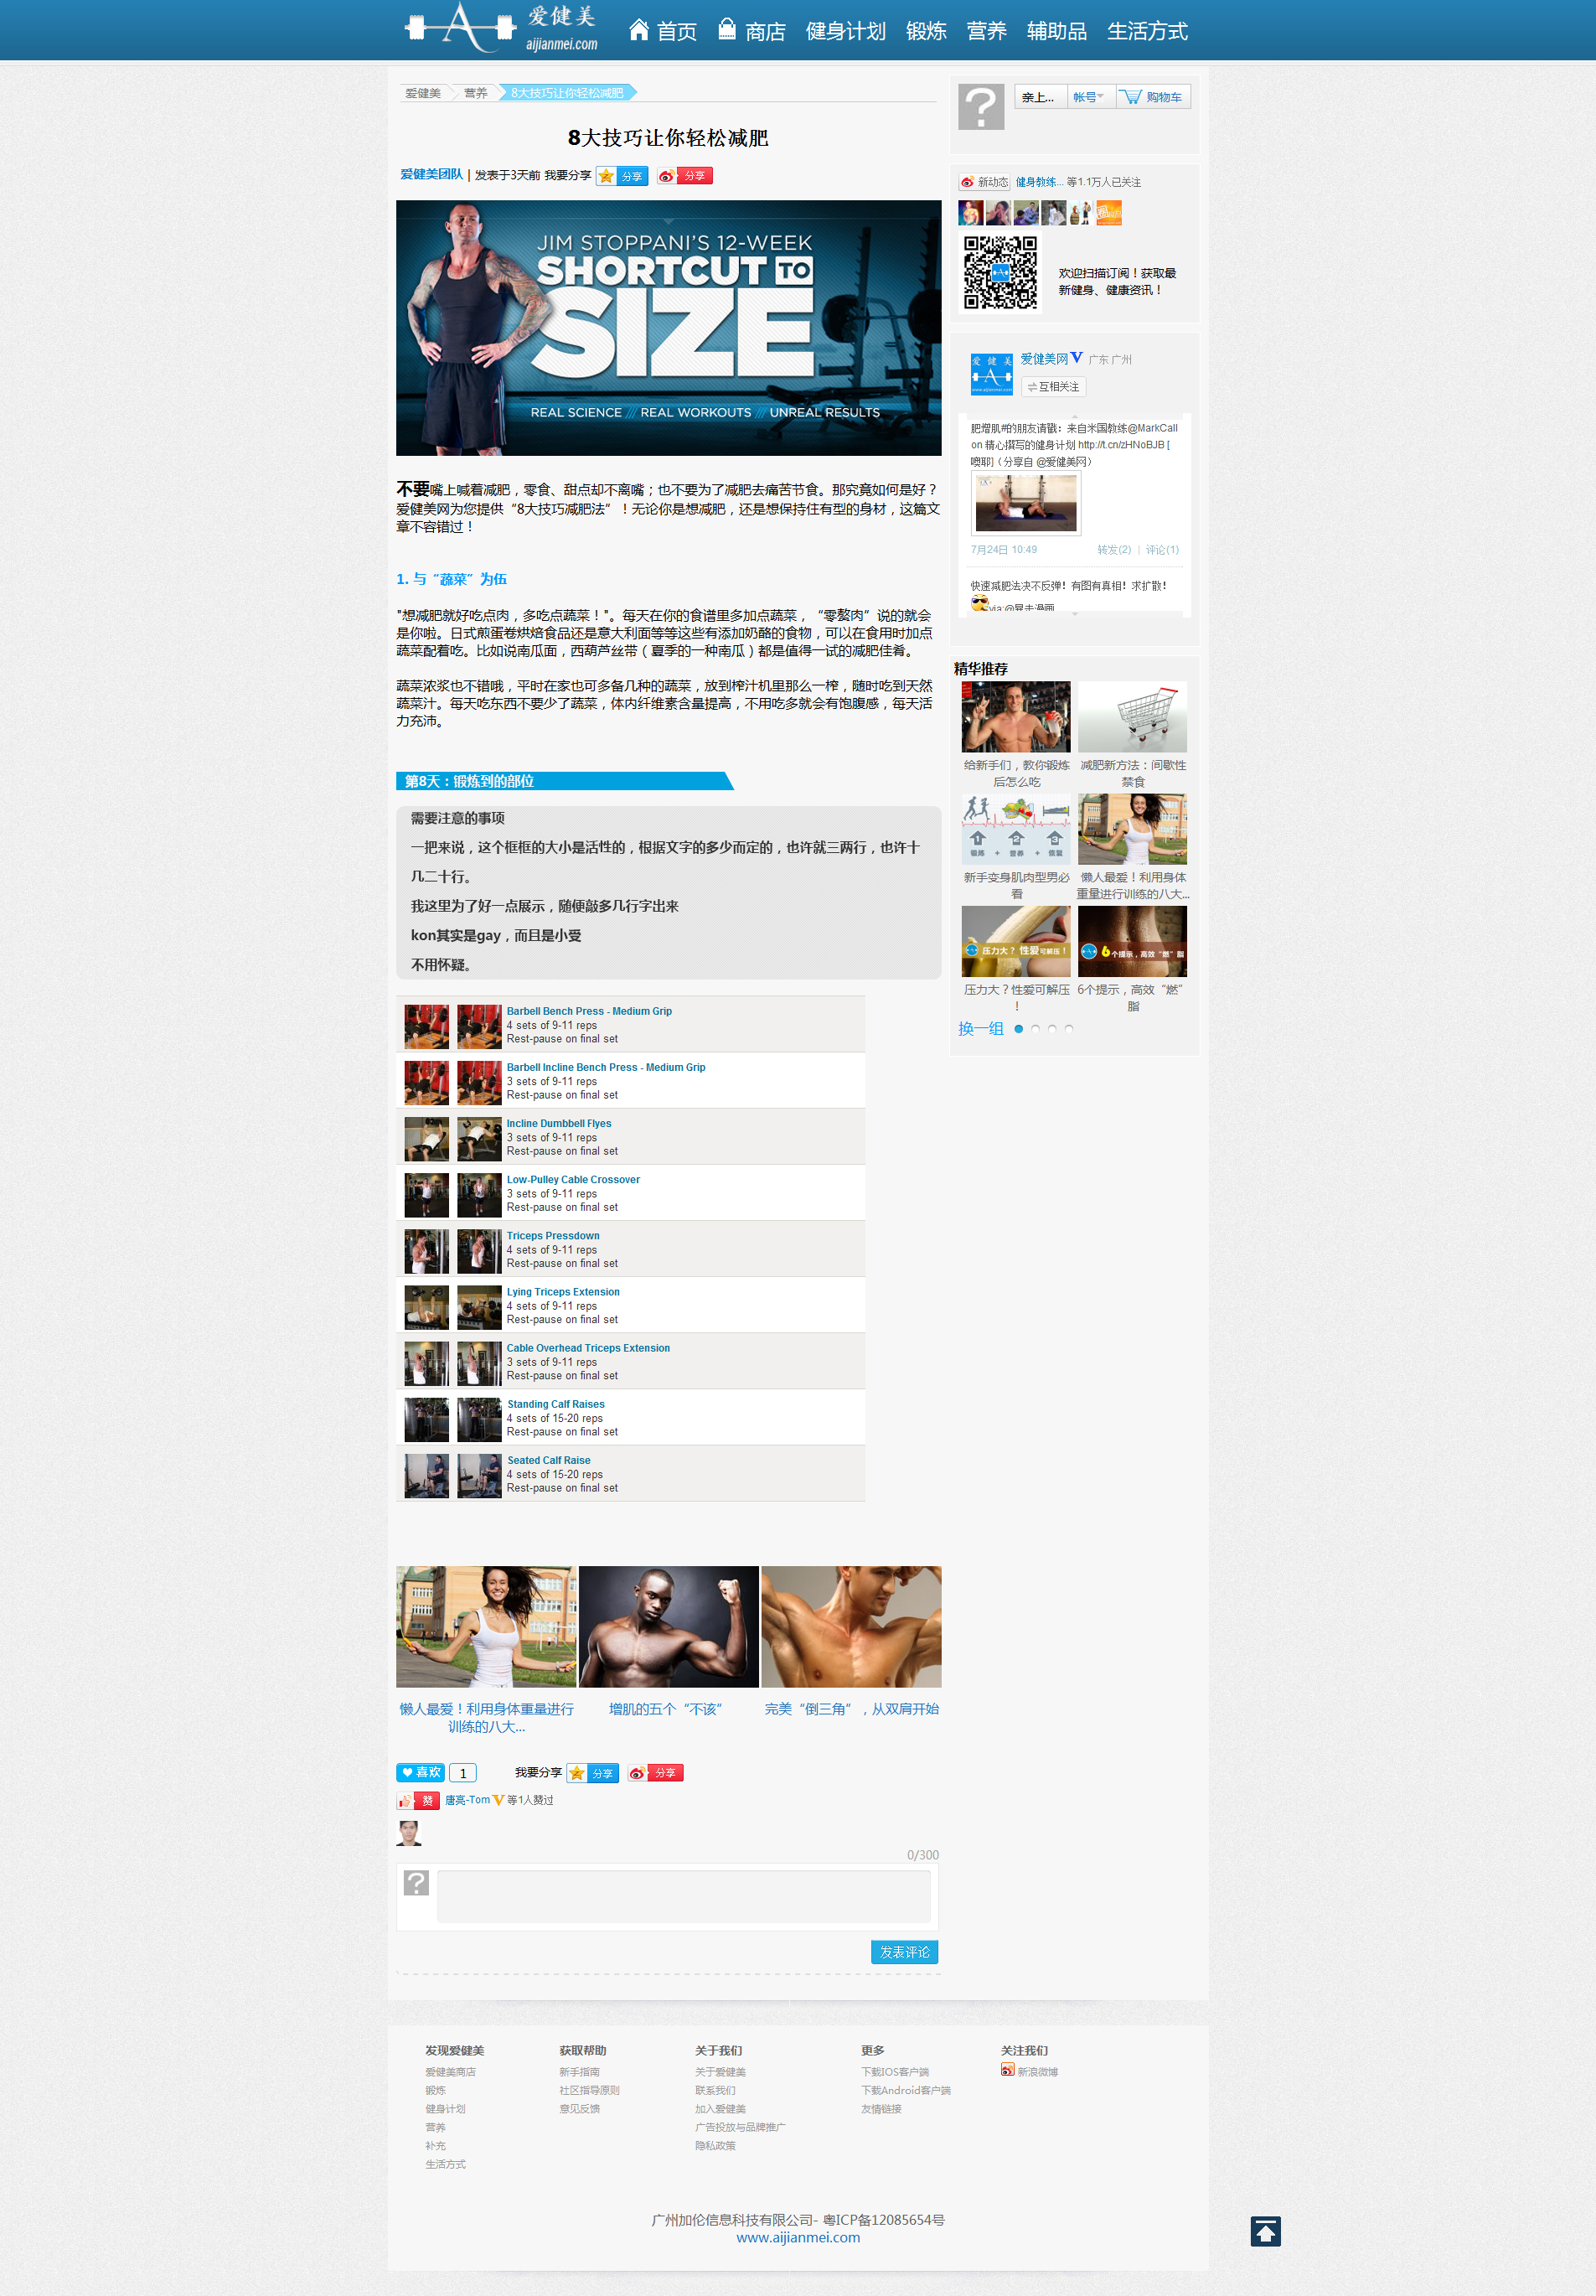 爱健美
aijianmei.com
首页
商店
健身计划
锻炼
营养
辅助品
生活方式
爱健美
营养
8大技巧让你轻松减肥
8大技巧让你轻松减肥
爱健美团队 | 发表于3天前 我要分享 分享 分享
JIM STOPPANI'S 12-WEEK
SHORTCUT TO
SIZE
REAL SCIENCE /// REAL WORKOUTS /// UNREAL RESULTS
不要嘴上喊着减肥，零食、甜点却不离嘴；也不要为了减肥去痛苦节食。那究竟如何是好？
爱健美网为您提供“8大技巧减肥法”！无论你是想减肥，还是想保持住有型的身材，这篇文
章不容错过！
1. 与“蔬菜”为伍
"想减肥就好吃点肉，多吃点蔬菜！"。每天在你的食谱里多加点蔬菜，“零嫠肉”说的就会
是你啦。日式煎蛋卷烘焙食品还是意大利面等等这些有添加奶酪的食物，可以在食用时加点
蔬菜配着吃。比如说南瓜面，西葫芦丝带（夏季的一种南瓜）都是值得一试的减肥佳肴。
蔬菜浓浆也不错哦，平时在家也可多备几种的蔬菜，放到榨汁机里那么一榨，随时吃到天然
蔬菜汁。每天吃东西不要少了蔬菜，体内纤维素含量提高，不用吃多就会有饱腹感，每天活
力充沛。
第8天：锻炼到的部位
需要注意的事项
一把来说，这个框框的大小是活性的，根据文字的多少而定的，也许就三两行，也许十
几二十行。
我这里为了好一点展示，随便敲多几行字出来
kon其实是gay，而且是小受
不用怀疑。
Barbell Bench Press - Medium Grip
4 sets of 9-11 reps
Rest-pause on final set
Barbell Incline Bench Press - Medium Grip
3 sets of 9-11 reps
Rest-pause on final set
Incline Dumbbell Flyes
3 sets of 9-11 reps
Rest-pause on final set
Low-Pulley Cable Crossover
3 sets of 9-11 reps
Rest-pause on final set
Triceps Pressdown
4 sets of 9-11 reps
Rest-pause on final set
Lying Triceps Extension
4 sets of 9-11 reps
Rest-pause on final set
Cable Overhead Triceps Extension
3 sets of 9-11 reps
Rest-pause on final set
Standing Calf Raises
4 sets of 15-20 reps
Rest-pause on final set
Seated Calf Raise
4 sets of 15-20 reps
Rest-pause on final set
懒人最爱！利用身体重量进行
训练的八大...
增肌的五个“不该”
完美“倒三角”，从双肩开始
喜欢 1 我要分享 分享 分享
赞 唐亮-Tom 等1人赞过
0/300
发表评论
亲上... 帐号 购物车
新动态 健身教练... 等1.1万人已关注
欢迎扫描订阅！获取最
新健身、健康资讯！
爱健美
www.aijianmei.com
爱健美网 V 广东 广州
互相关注
肥增肌#的朋友请戳：来自米国教练@MarkCall
on 精心撰写的健身计划 http://t.cn/zHNoBJB [
噢耶]（分享自 @爱健美网）
7月24日 10:49 转发(2) | 评论(1)
快速减肥法决不反弹！有图有真相！求扩散！
via:@暴走漫画
精华推荐
给新手们，教你锻炼
后怎么吃
减肥新方法：间歇性
禁食
1 2 3
锻炼 + 营养 + 恢复
新手变身肌肉型男必
看
懒人最爱！利用身体
重量进行训练的八大...
压力大？性爱可解压！
6个提示，高效“燃”脂
压力大？性爱可解压
！
6个提示，高效“燃”
脂
换一组
发现爱健美
爱健美商店
锻炼
健身计划
营养
补充
生活方式
获取帮助
新手指南
社区指导原则
意见反馈
关于我们
关于爱健美
联系我们
加入爱健美
广告投放与品牌推广
隐私政策
更多
下载IOS客户端
下载Android客户端
友情链接
关注我们
新浪微博
广州加伦信息科技有限公司- 粤ICP备12085654号
www.aijianmei.com